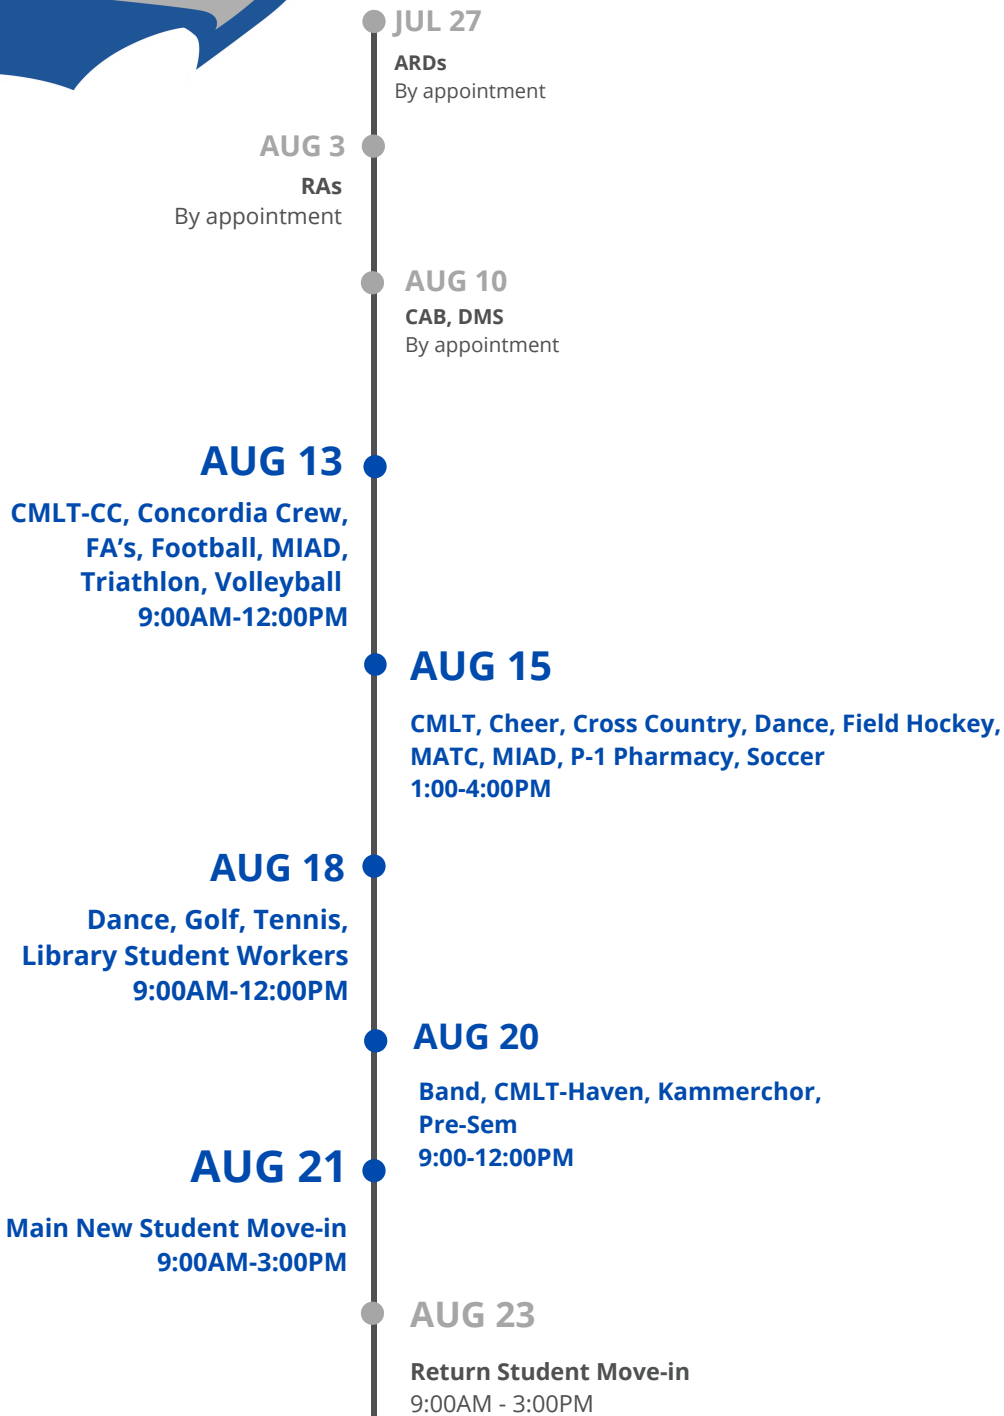 JUL 27
ARDs
By appointment
AUG 3
RAs
By appointment
AUG 10
CAB, DMS
By appointment
AUG 13
CMLT-CC, Concordia Crew,
FA's, Football, MIAD,
Triathlon, Volleyball
9:00AM-12:00PM
AUG 15
CMLT, Cheer, Cross Country, Dance, Field Hockey,
MATC, MIAD, P-1 Pharmacy, Soccer
1:00-4:00PM
AUG 18
Dance, Golf, Tennis,
Library Student Workers
9:00AM-12:00PM
AUG 20
Band, CMLT-Haven, Kammerchor,
Pre-Sem
9:00-12:00PM
AUG 21
Main New Student Move-in
9:00AM-3:00PM
AUG 23
Return Student Move-in
9:00AM - 3:00PM